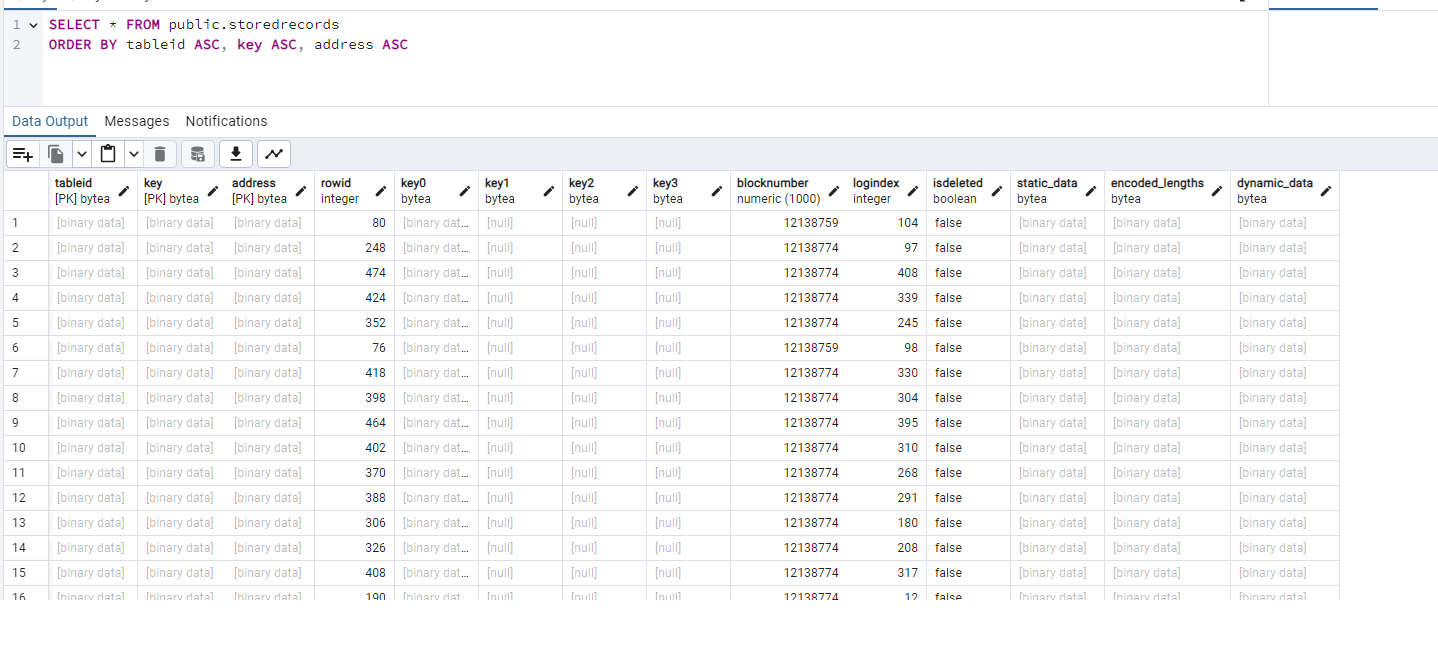 1 SELECT * FROM public.storedrecords
2 ORDER BY tableid ASC, key ASC, address ASC
Data Output Messages Notifications
tableid key address rowid key0 key1 key2 key3 blocknumber logindex isdeleted static_data encoded_lengths dynamic_data
[PK] bytea [PK] bytea [PK] bytea integer bytea bytea bytea bytea numeric (1000) integer boolean bytea bytea bytea
1 [binary data] [binary data] [binary data] 80 [binary dat... [null] [null] [null] 12138759 104 false [binary data] [binary data] [binary data]
2 [binary data] [binary data] [binary data] 248 [binary dat... [null] [null] [null] 12138774 97 false [binary data] [binary data] [binary data]
3 [binary data] [binary data] [binary data] 474 [binary dat... [null] [null] [null] 12138774 408 false [binary data] [binary data] [binary data]
4 [binary data] [binary data] [binary data] 424 [binary dat... [null] [null] [null] 12138774 339 false [binary data] [binary data] [binary data]
5 [binary data] [binary data] [binary data] 352 [binary dat... [null] [null] [null] 12138774 245 false [binary data] [binary data] [binary data]
6 [binary data] [binary data] [binary data] 76 [binary dat... [null] [null] [null] 12138759 98 false [binary data] [binary data] [binary data]
7 [binary data] [binary data] [binary data] 418 [binary dat... [null] [null] [null] 12138774 330 false [binary data] [binary data] [binary data]
8 [binary data] [binary data] [binary data] 398 [binary dat... [null] [null] [null] 12138774 304 false [binary data] [binary data] [binary data]
9 [binary data] [binary data] [binary data] 464 [binary dat... [null] [null] [null] 12138774 395 false [binary data] [binary data] [binary data]
10 [binary data] [binary data] [binary data] 402 [binary dat... [null] [null] [null] 12138774 310 false [binary data] [binary data] [binary data]
11 [binary data] [binary data] [binary data] 370 [binary dat... [null] [null] [null] 12138774 268 false [binary data] [binary data] [binary data]
12 [binary data] [binary data] [binary data] 388 [binary dat... [null] [null] [null] 12138774 291 false [binary data] [binary data] [binary data]
13 [binary data] [binary data] [binary data] 306 [binary dat... [null] [null] [null] 12138774 180 false [binary data] [binary data] [binary data]
14 [binary data] [binary data] [binary data] 326 [binary dat... [null] [null] [null] 12138774 208 false [binary data] [binary data] [binary data]
15 [binary data] [binary data] [binary data] 408 [binary dat... [null] [null] [null] 12138774 317 false [binary data] [binary data] [binary data]
16 [binary data] [binary data] [binary data] 190 [binary dat... [null] [null] [null] 12138774 12 false [binary data] [binary data] [binary data]